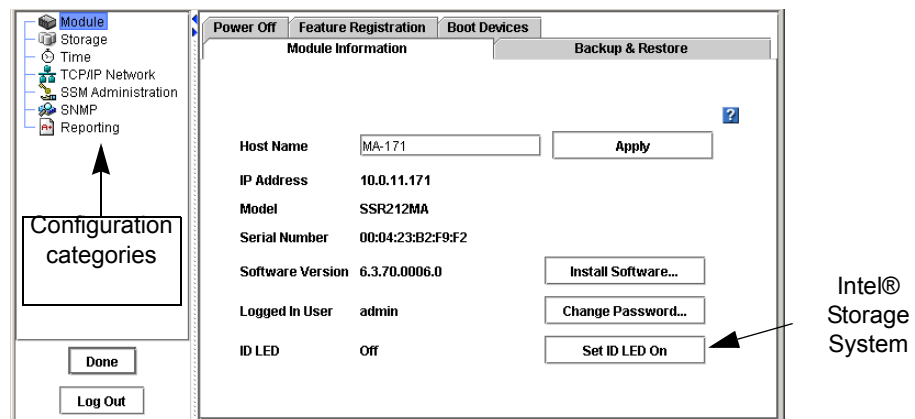 Module
Storage
Time
TCP/IP Network
SSM Administration
SNMP
Reporting
Configuration
categories
Done
Log Out
Power Off Feature Registration Boot Devices
Module Information Backup & Restore
?
Host Name MA-171 Apply
IP Address 10.0.11.171
Model SSR212MA
Serial Number 00:04:23:B2:F9:F2
Software Version 6.3.70.0006.0 Install Software...
Logged In User admin Change Password...
ID LED Off Set ID LED On
Intel®
Storage
System